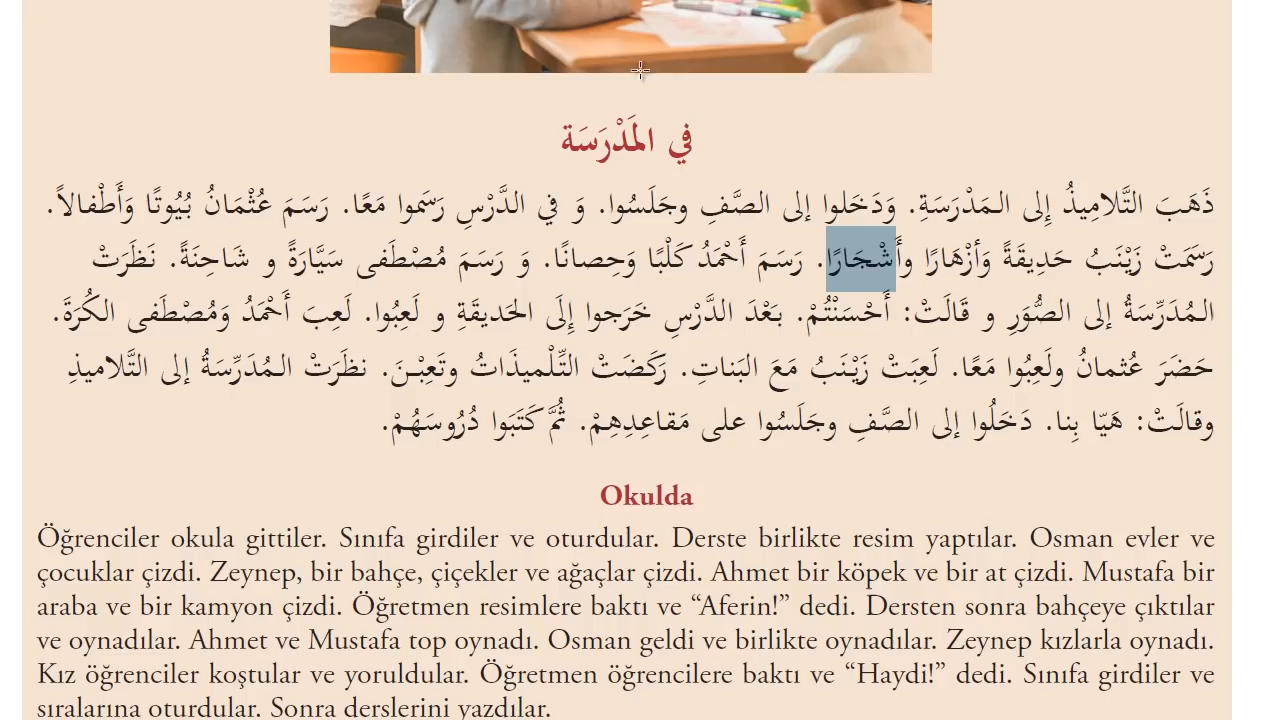 في المَدْرَسَة
ذَهَبَ التَّلامِيذُ إِلى المَدْرَسَةِ. وَدَخَلوا إلى الصَّفِ وجَلَسُوا. وَ في الدَّرْسِ رَسَموا مَعًا. رَسَمَ عُثْمَانُ بُيُوتًا وَأَطْفالاً.
رَسَمَتْ زَيْنَبُ حَدِيقَةً وَأزْهَارًا وأَشْجَارًا. رَسَمَ أَحْمَدُ كَلْبًا وَحِصانًا. وَ رَسَمَ مُصْطَفى سَيَّارَةً و شَاحِنَةً. نَظَرَتْ
المُدَرِّسَةُ إلى الصُّوَرِ و قَالَتْ: أَحْسَنْتُمْ. بَعْدَ الدَّرْسِ خَرَجوا إِلَى الحَديقَةِ و لَعِبُوا. لَعِبَ أَحْمَدُ وَمُصْطَفى الكُرَةَ.
حَضَرَ عُثمانُ ولَعِبُوا مَعًا. لَعِبَتْ زَيْنَبُ مَعَ البَناتِ. رَكَضَتْ التِّلْميذَاتُ وتَعِبْنَ. نظَرَتْ المُدَرِّسَةُ إلى التَّلاميذِ
وقالَتْ: هَيّا بِنا. دَخَلُوا إلى الصَّفِ وجَلَسُوا على مَقاعِدِهِمْ. ثُمَّ كَتَبَوا دُرُوسَهُمْ.
Okulda
Öğrenciler okula gittiler. Sınıfa girdiler ve oturdular. Derste birlikte resim yaptılar. Osman evler ve
çocuklar çizdi. Zeynep, bir bahçe, çiçekler ve ağaçlar çizdi. Ahmet bir köpek ve bir at çizdi. Mustafa bir
araba ve bir kamyon çizdi. Öğretmen resimlere baktı ve “Aferin!” dedi. Dersten sonra bahçeye çıktılar
ve oynadılar. Ahmet ve Mustafa top oynadı. Osman geldi ve birlikte oynadılar. Zeynep kızlarla oynadı.
Kız öğrenciler koştular ve yoruldular. Öğretmen öğrencilere baktı ve “Haydi!” dedi. Sınıfa girdiler ve
sıralarına oturdular. Sonra derslerini yazdılar.